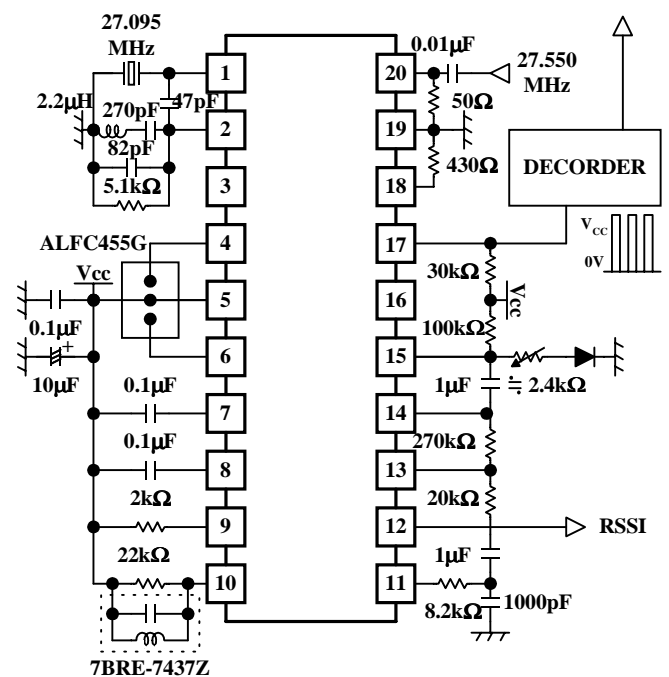 27.095
MHz
2.2μH
270pF
47pF
82pF
5.1kΩ
ALFC455G
Vcc
0.1μF
10μF
0.1μF
0.1μF
2kΩ
22kΩ
7BRE-7437Z
1
2
3
4
5
6
7
8
9
10
20
19
18
17
16
15
14
13
12
11
0.01μF
27.550
MHz
50Ω
430Ω
DECORDER
VCC
0V
30kΩ
Vcc
100kΩ
1μF
≒ 2.4kΩ
270kΩ
20kΩ
RSSI
1μF
8.2kΩ
1000pF
+